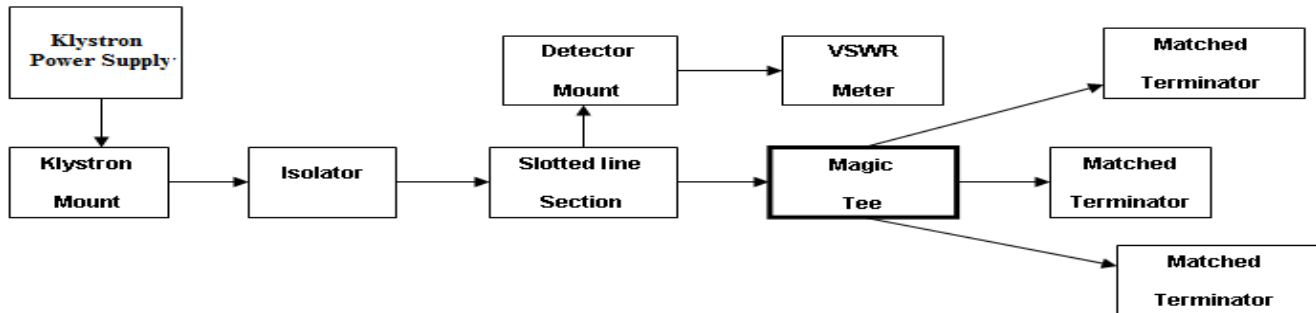 Klystron
Power Supply.
Detector
Mount
VSWR
Meter
Matched
Terminator
Klystron
Mount
Isolator
Slotted line
Section
Magic
Tee
Matched
Terminator
Matched
Terminator